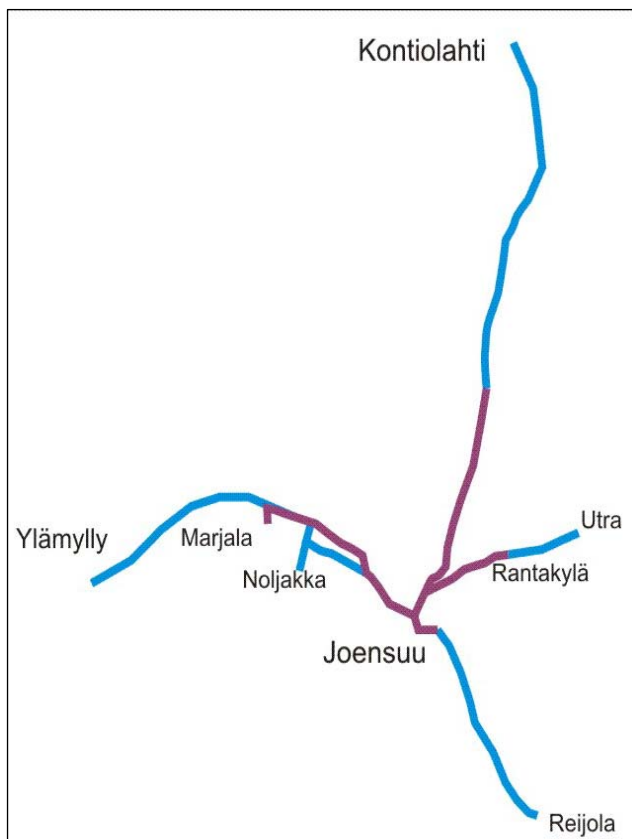 Kontiolahti
Utra
Ylämylly
Marjala
Noljakka
Rantakylä
Joensuu
Reijola